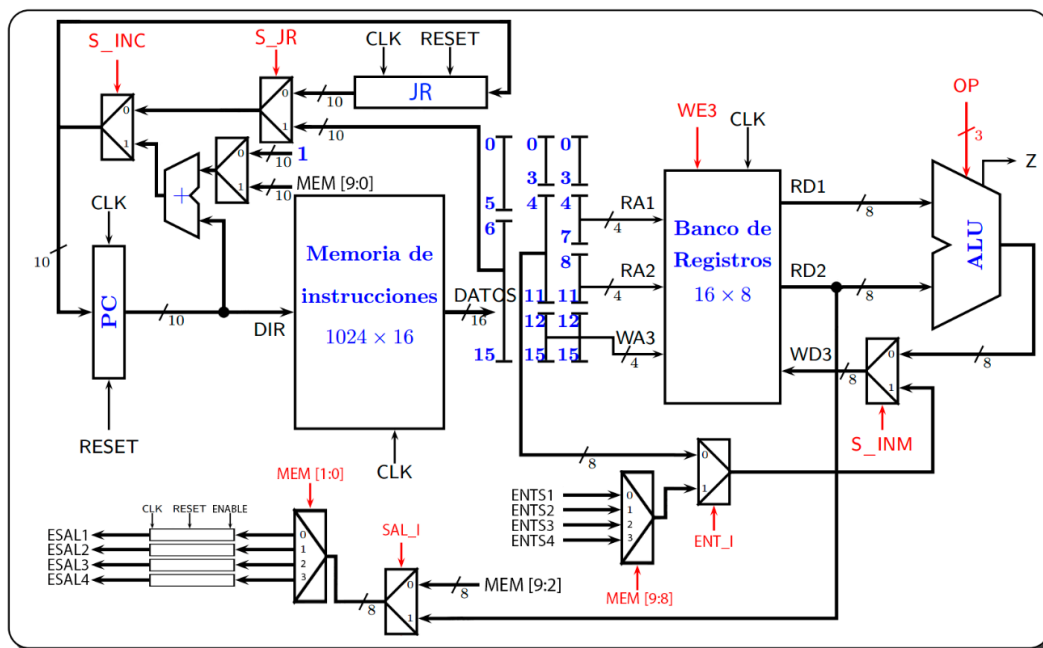 S_INC
S_JR
CLK
RESET
JR
10
0
1
0
1
10
10
0
1
10
1
10
MEM [9:0]
+
CLK
10
PC
RESET
10
DIR
Memoria de
instrucciones
1024 × 16
CLK
DATOS
16
0
5
6
15
0
3
4
11
12
15
0
3
4
7
8
11
12
15
RA1
4
RA2
4
WA3
4
WE3
CLK
Banco de
Registros
16 × 8
RD1
8
RD2
8
WD3
8
OP
3
Z
ALU
0
1
8
S_INM
8
0
1
ENT_I
ENTS1
ENTS2
ENTS3
ENTS4
0
1
2
3
MEM [9:8]
MEM [1:0]
CLK
RESET
ENABLE
ESAL1
ESAL2
ESAL3
ESAL4
0
1
2
3
8
SAL_I
0
1
8
MEM [9:2]